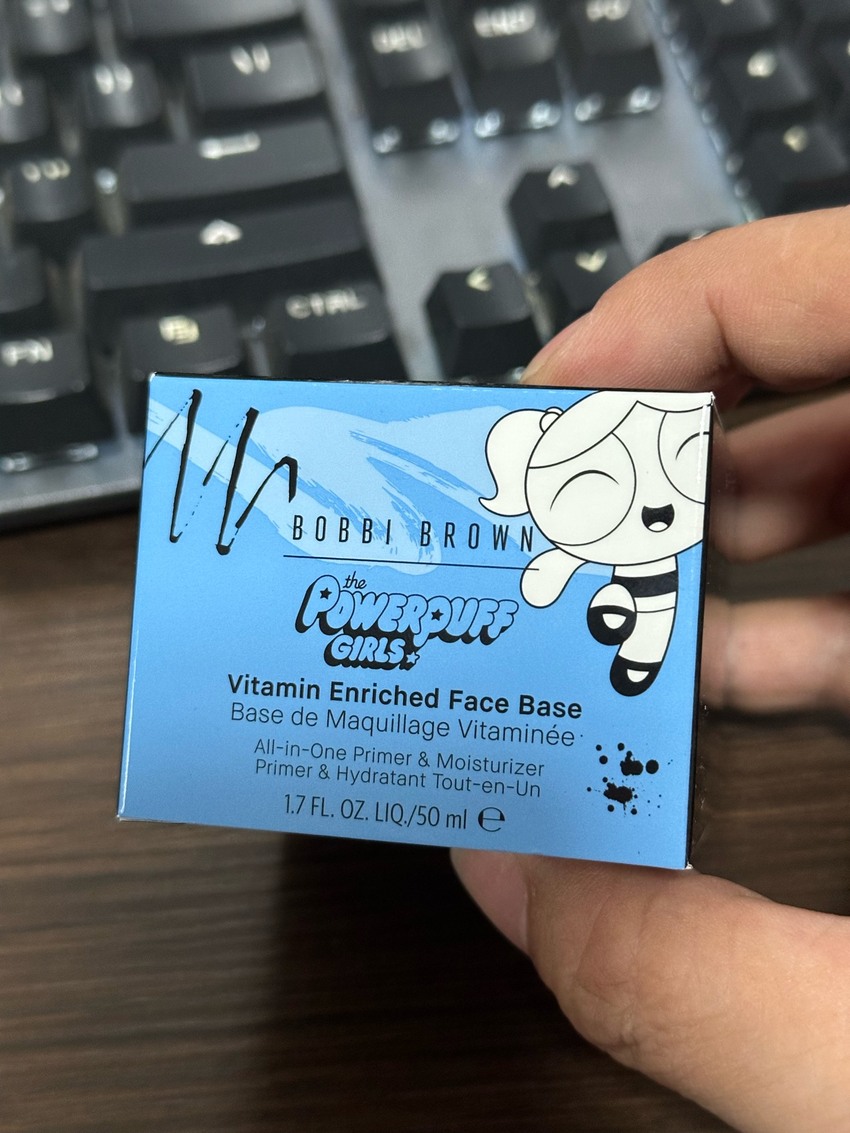 FN
CTRL
BOBBI BROWN
the
POWERPUFF
GIRLS
Vitamin Enriched Face Base
Base de Maquillage Vitaminée
All-in-One Primer & Moisturizer
Primer & Hydratant Tout-en-Un
1.7 FL. OZ. LIQ./50 ml ℮